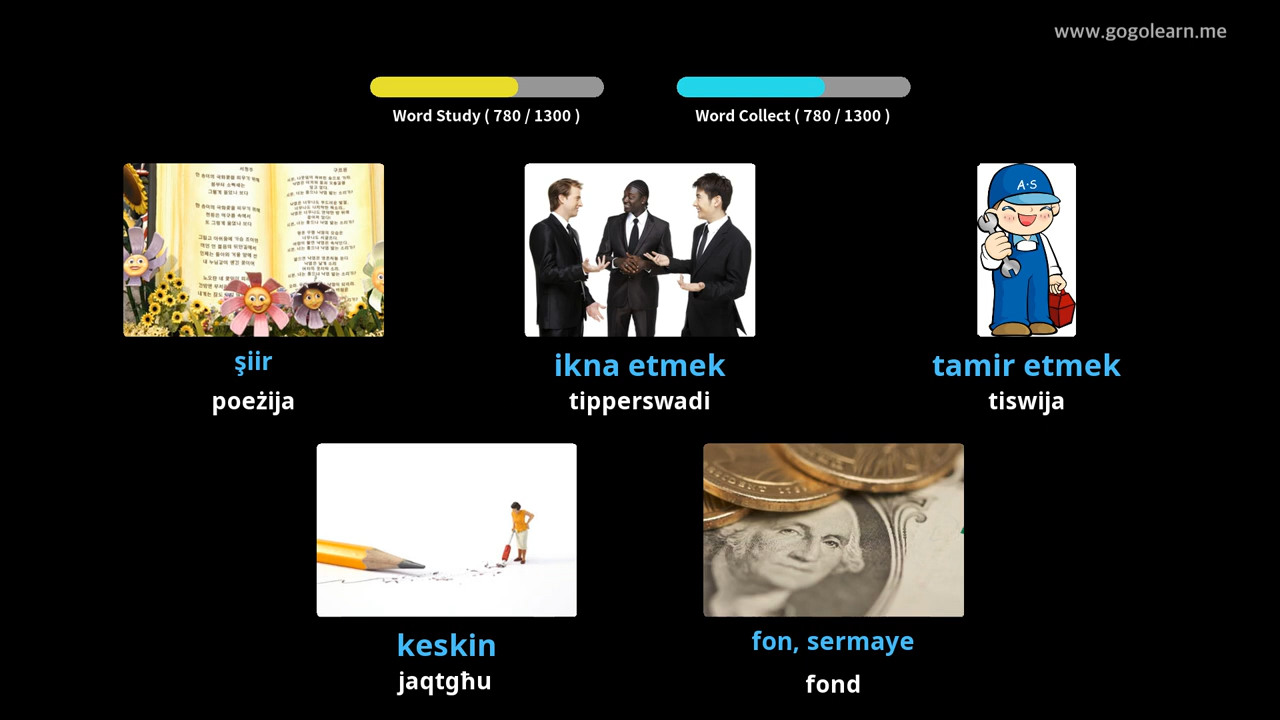 www.gogolearn.me
Word Study ( 780 / 1300 )
Word Collect ( 780 / 1300 )
A·S
şiir
poeżija
ikna etmek
tipperswadi
tamir etmek
tiswija
keskin
jaqtgħu
fon, sermaye
fond